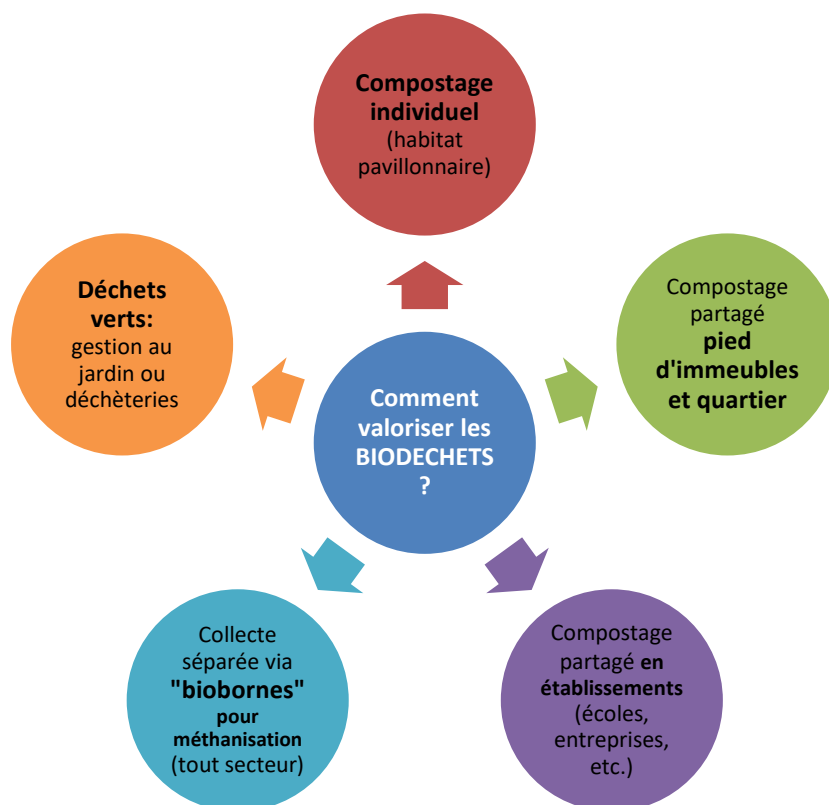 Compostage
individuel
(habitat
pavillonnaire)
Déchets
verts:
gestion au
jardin ou
déchèteries
Compostage
partagé
pied
d'immeubles
et quartier
Comment
valoriser les
BIODECHETS
?
Collecte
séparée via
"biobornes"
pour
méthanisation
(tout secteur)
Compostage
partagé en
établissements
(écoles,
entreprises,
etc.)